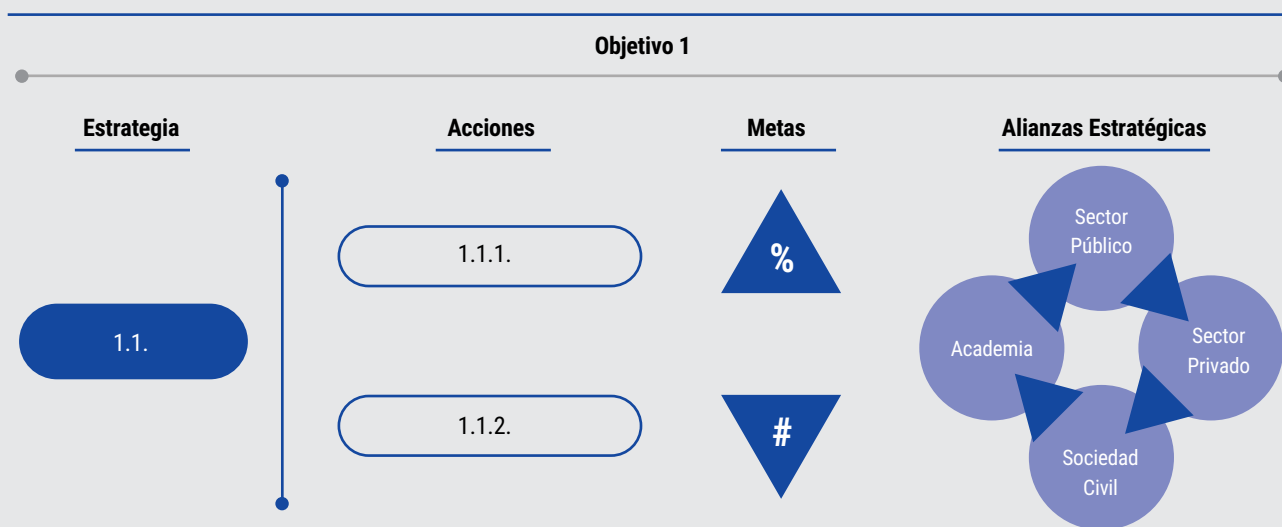 Objetivo 1
Estrategia
Acciones
Metas
Alianzas Estratégicas
1.1.
1.1.1.
1.1.2.
%
#
Sector
Público
Sector
Privado
Sociedad
Civil
Academia